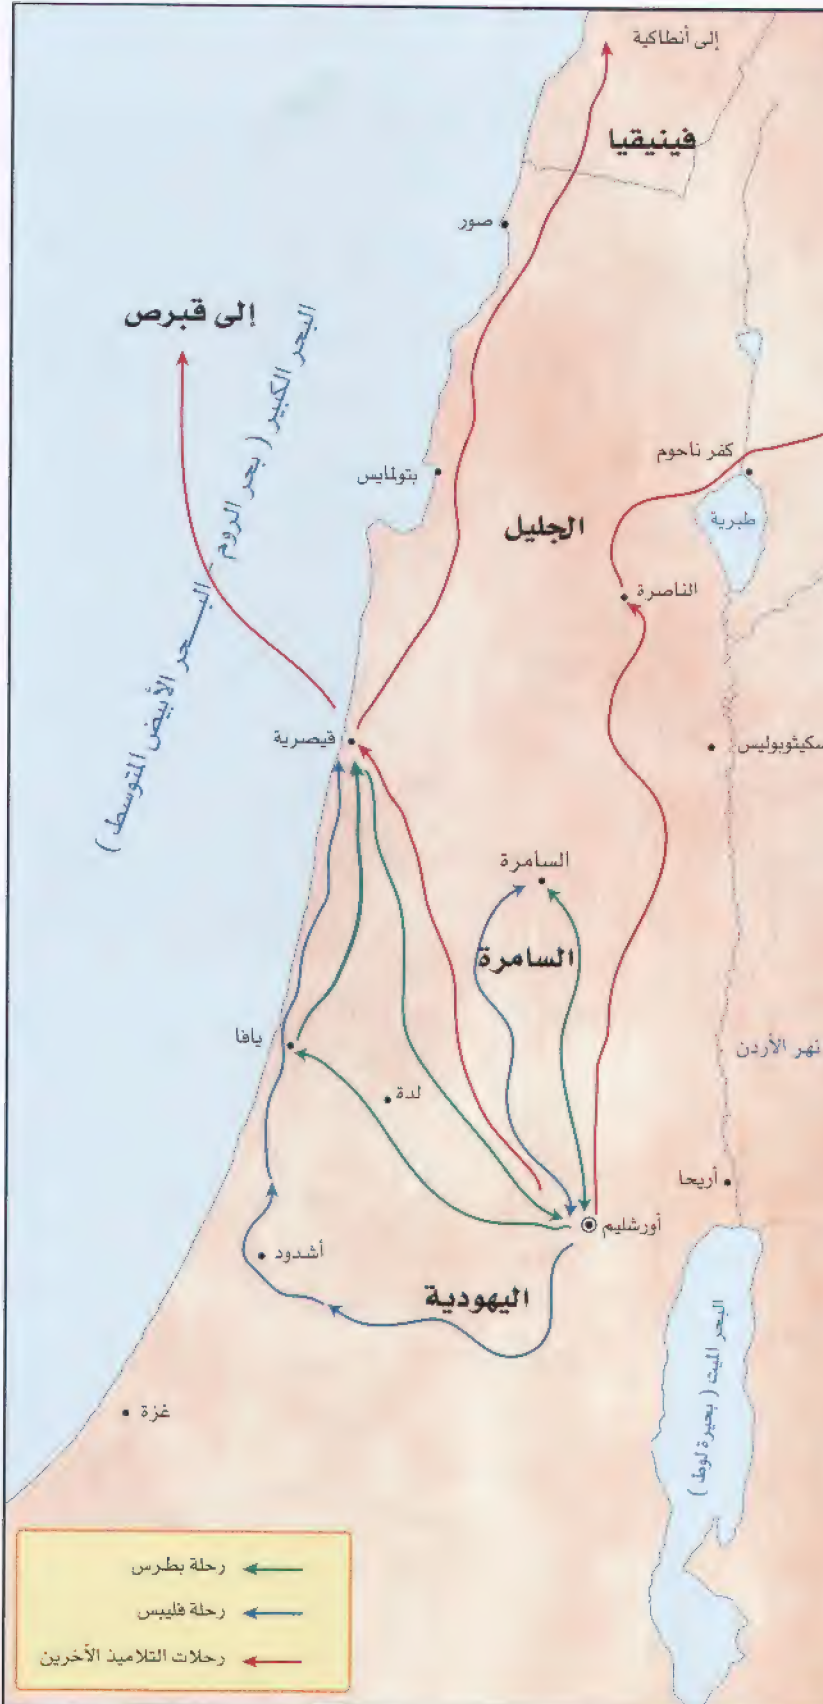 إلى أنطاكية
فينيقيا
صور
إلى قبرص
البحر الكبير ( بحر الروم - البـــحر الأبيض المتوسط )
كفر ناحوم
بتولمايس
طبرية
الجليل
الناصرة
قيصرية
سكيثوبوليس
السامرة
السامرة
يافا
نهر الأردن
لدة
أريحا
أورشليم
أشدود
اليهودية
البحر الميت ( بحيرة لوط )
غزة
رحلة بطرس
رحلة فليبس
رحلات التلاميذ الأخرين